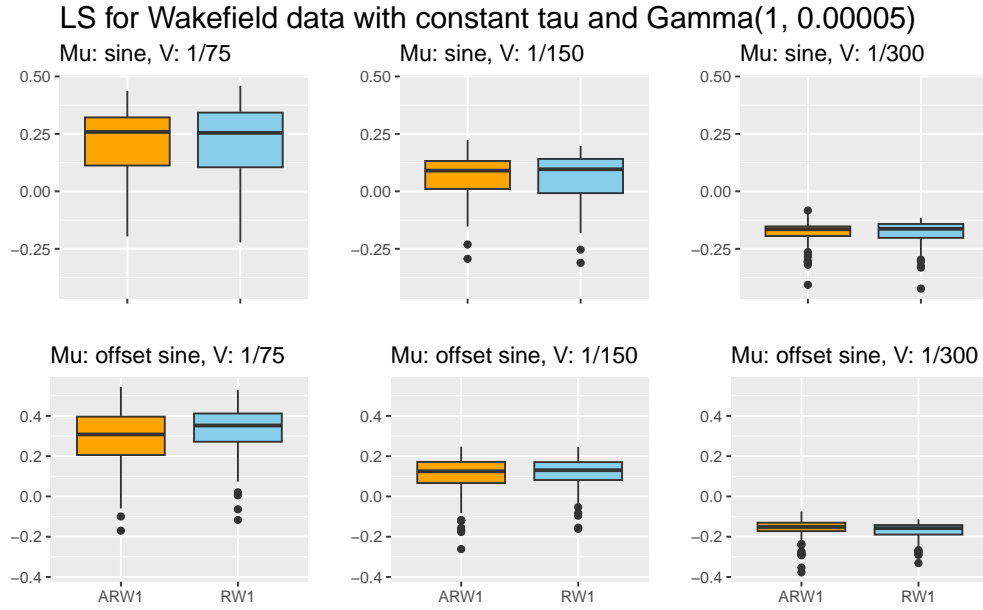 LS for Wakefield data with constant tau and Gamma(1, 0.00005)
Mu: sine, V: 1/75
Mu: sine, V: 1/150
Mu: sine, V: 1/300
0.50
0.25
0.00
−0.25
0.50
0.25
0.00
−0.25
0.50
0.25
0.00
−0.25
Mu: offset sine, V: 1/75
Mu: offset sine, V: 1/150
Mu: offset sine, V: 1/300
0.4
0.2
0.0
−0.2
−0.4
0.4
0.2
0.0
−0.2
−0.4
0.4
0.2
0.0
−0.2
−0.4
ARW1 RW1
ARW1 RW1
ARW1 RW1